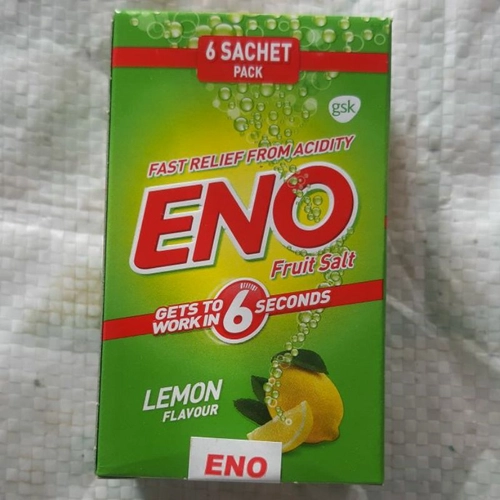 6 SACHET
PACK
gsk
FAST RELIEF FROM ACIDITY
ENO
Fruit Salt
GETS TO
WORK IN 6 SECONDS
LEMON
FLAVOUR
ENO